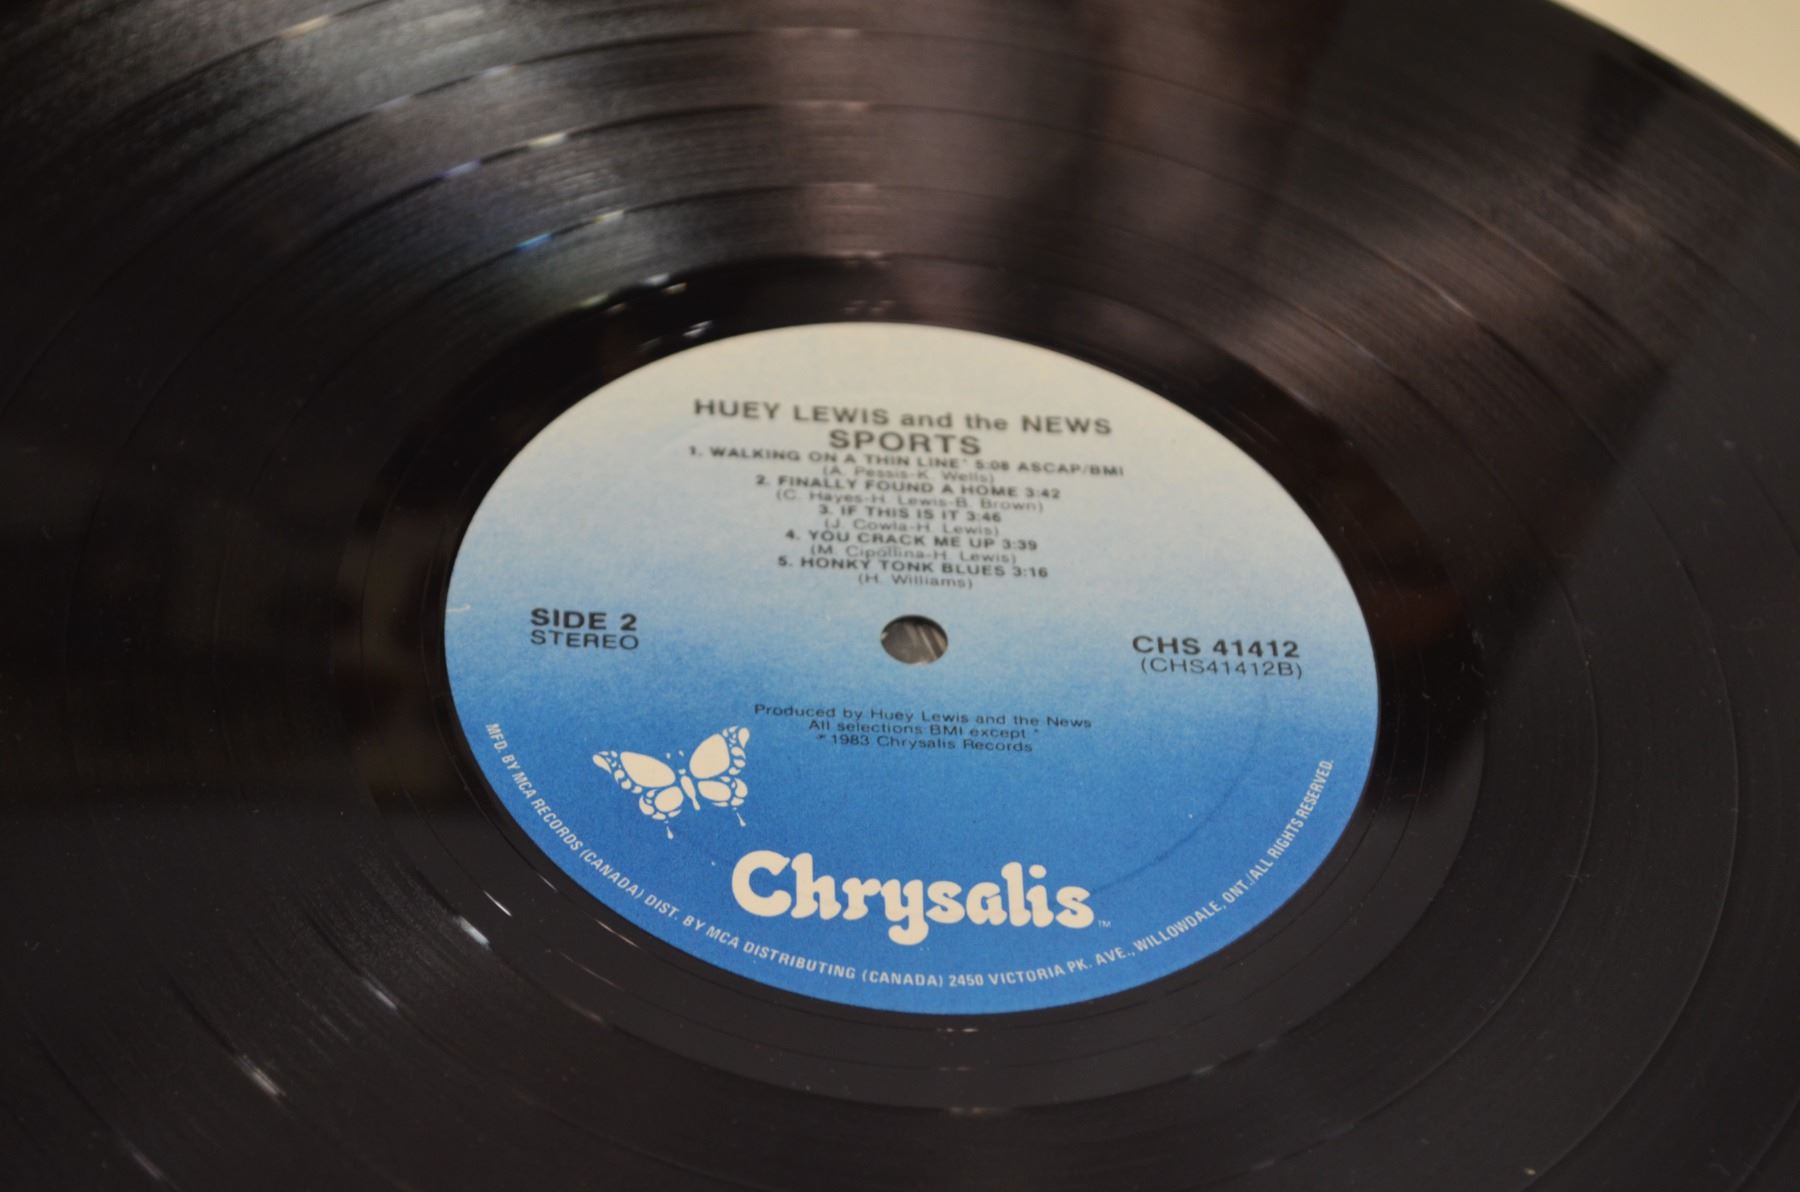 HUEY LEWIS and the NEWS
SPORTS
1. WALKING ON A THIN LINE* 5:08 ASCAP/BMI
(A. Pessis-K. Wells)
2. FINALLY FOUND A HOME 3:42
(C. Hayes-H. Lewis-B. Brown)
3. IF THIS IS IT 3:46
(J. Cowla-H. Lewis)
4. YOU CRACK ME UP 3:39
(M. Cipollina-H. Lewis)
5. HONKY TONK BLUES 3:16
(H. Williams)
SIDE 2
STEREO
CHS 41412
(CHS41412B)
Produced by Huey Lewis and the News
All selections BMI except *
℗ 1983 Chrysalis Records
Chrysalis™
MFD. BY MCA RECORDS (CANADA) DIST. BY MCA DISTRIBUTING (CANADA) 2450 VICTORIA PK. AVE., WILLOWDALE, ONT./ALL RIGHTS RESERVED.